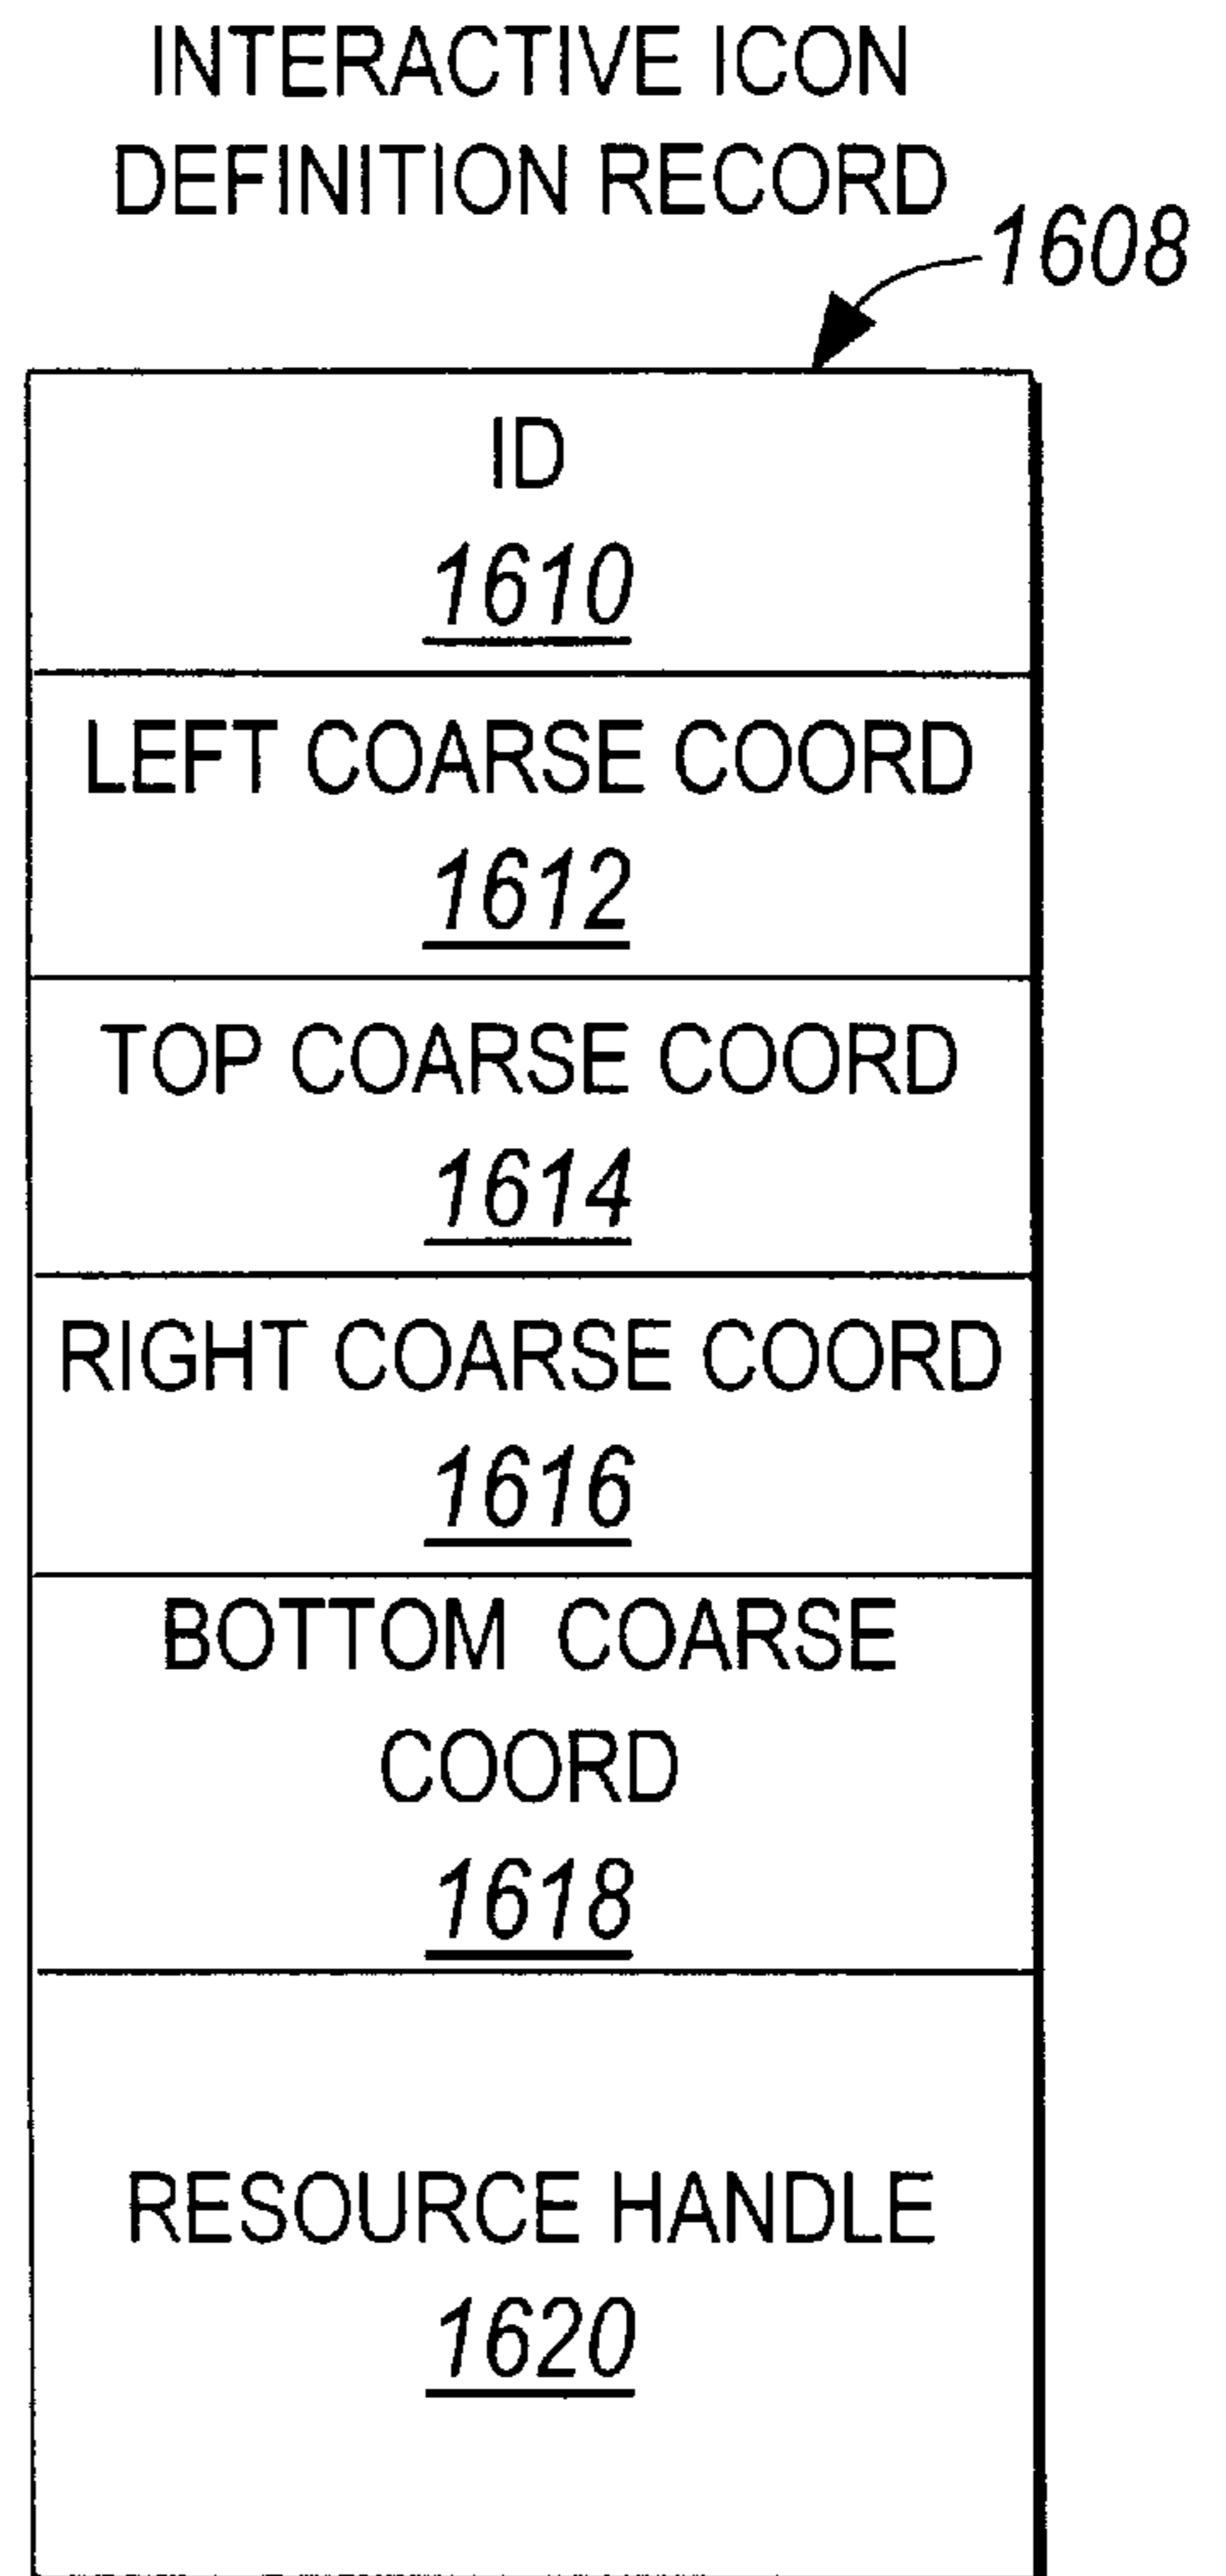 INTERACTIVE ICON
DEFINITION RECORD
1608
ID
1610
LEFT COARSE COORD
1612
TOP COARSE COORD
1614
RIGHT COARSE COORD
1616
BOTTOM COARSE
COORD
1618
RESOURCE HANDLE
1620